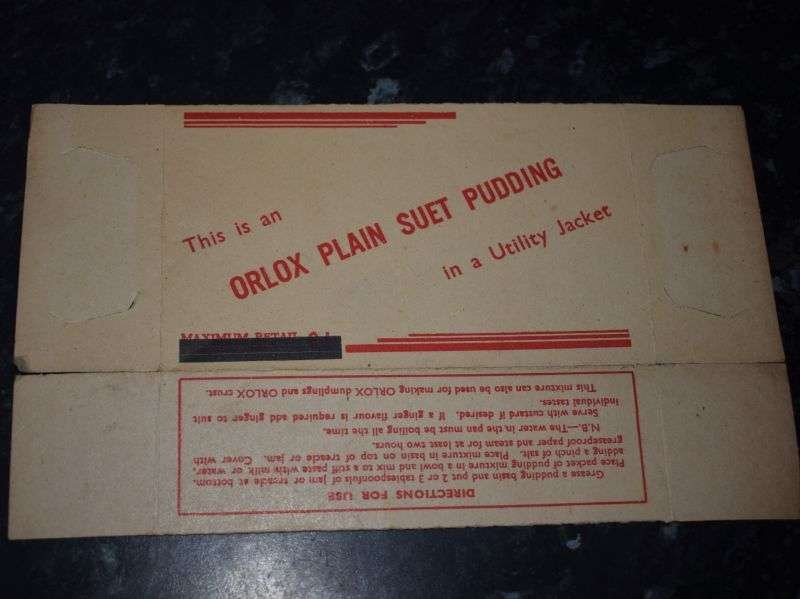 This is an
ORLOX PLAIN SUET PUDDING
in a Utility Jacket
MAXIMUM RETAIL
DIRECTIONS FOR USE
Grease a pudding basin and put 2 or 3 tablespoonfuls of jam or treacle at bottom.
Place packet of pudding mixture in a bowl and mix to a stiff paste with milk or water,
adding a pinch of salt. Place mixture in basin on top of treacle or jam. Cover with
greaseproof paper and steam for at least two hours.
N.B.—The water in the pan must be boiling all the time.
Serve with custard if desired. If a ginger flavour is required add ginger to suit
individual tastes.
This mixture can also be used for making ORLOX dumplings and ORLOX crust.